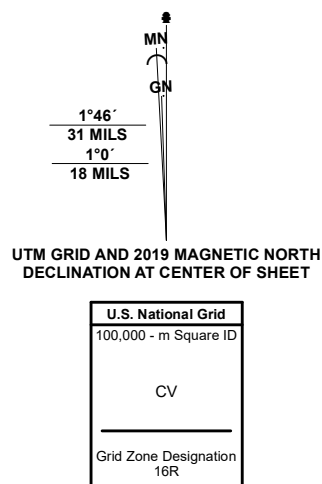 MN
GN
1°46´
31 MILS
1°0´
18 MILS
UTM GRID AND 2019 MAGNETIC NORTH
DECLINATION AT CENTER OF SHEET
U.S. National Grid
100,000 - m Square ID
CV
Grid Zone Designation
16R